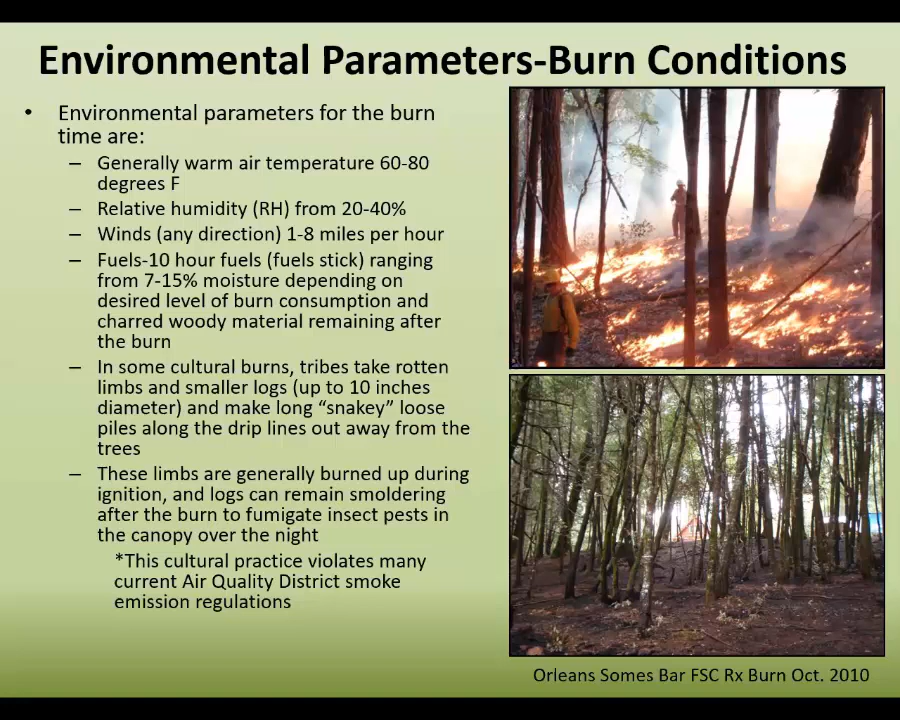 Environmental Parameters-Burn Conditions
• Environmental parameters for the burn
time are:
– Generally warm air temperature 60-80
degrees F
– Relative humidity (RH) from 20-40%
– Winds (any direction) 1-8 miles per hour
– Fuels-10 hour fuels (fuels stick) ranging
from 7-15% moisture depending on
desired level of burn consumption and
charred woody material remaining after
the burn
– In some cultural burns, tribes take rotten
limbs and smaller logs (up to 10 inches
diameter) and make long “snakey” loose
piles along the drip lines out away from the
trees
– These limbs are generally burned up during
ignition, and logs can remain smoldering
after the burn to fumigate insect pests in
the canopy over the night
*This cultural practice violates many
current Air Quality District smoke
emission regulations
Orleans Somes Bar FSC Rx Burn Oct. 2010